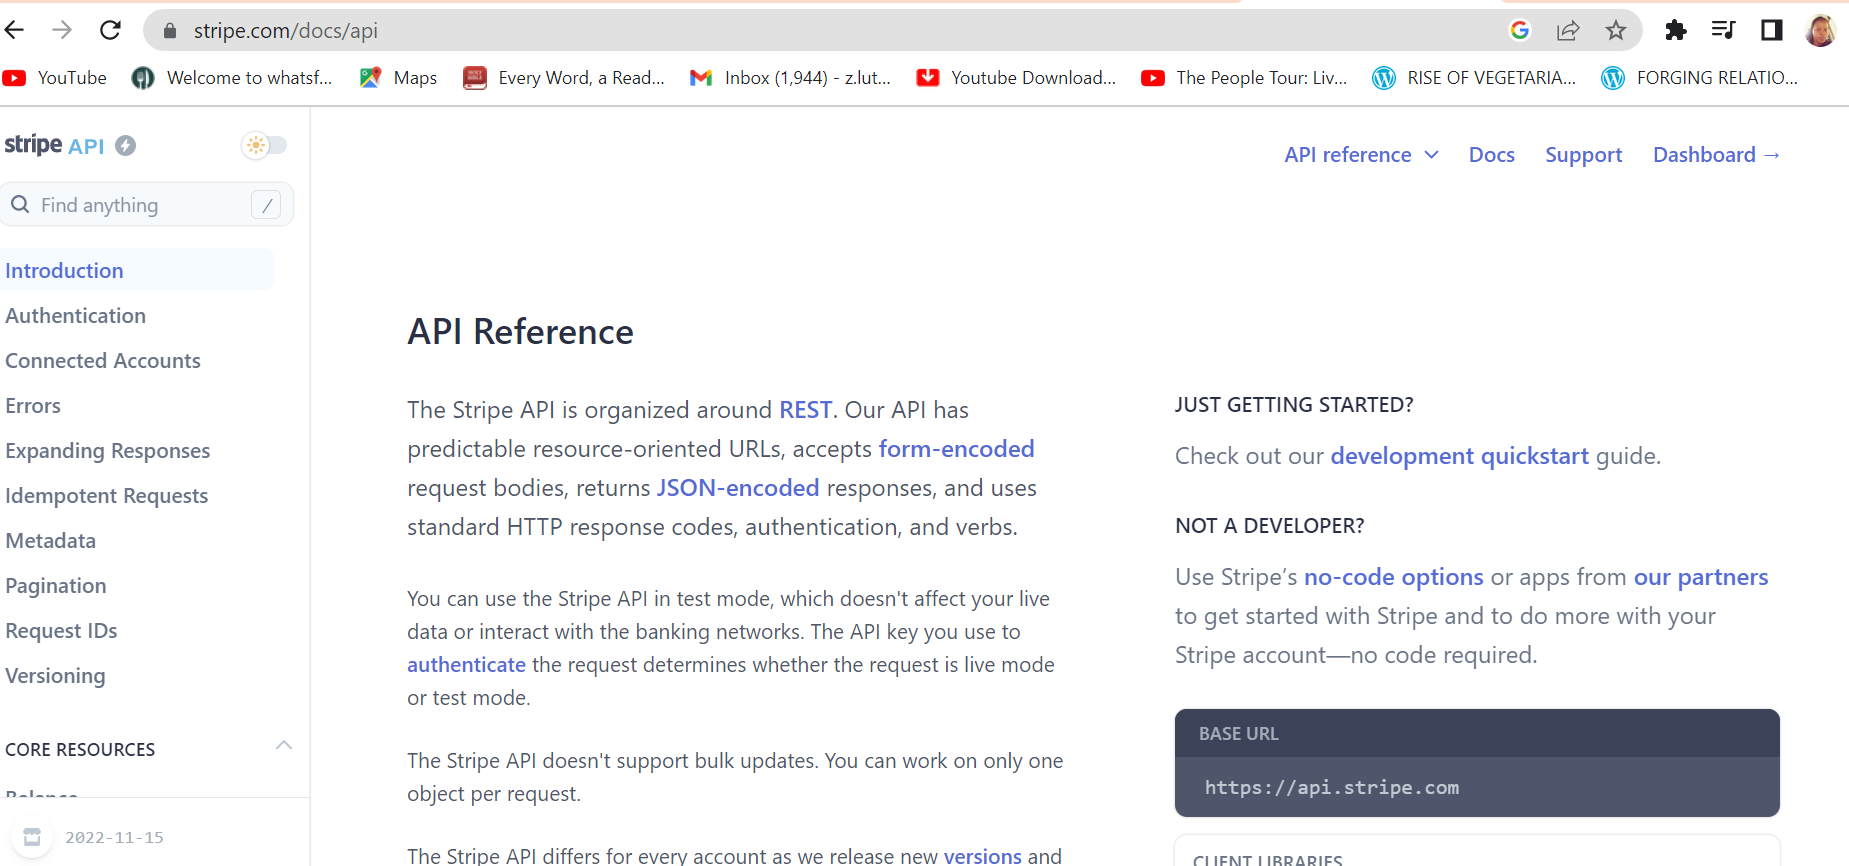 stripe.com/docs/api
YouTube Welcome to whatsf... Maps Every Word, a Read... Inbox (1,944) - z.lut... Youtube Download... The People Tour: Liv... RISE OF VEGETARIA... FORGING RELATIO...
stripe API
Find anything /
Introduction
Authentication
Connected Accounts
Errors
Expanding Responses
Idempotent Requests
Metadata
Pagination
Request IDs
Versioning
CORE RESOURCES
Balance
2022-11-15
API reference Docs Support Dashboard →
API Reference
The Stripe API is organized around REST. Our API has
predictable resource-oriented URLs, accepts form-encoded
request bodies, returns JSON-encoded responses, and uses
standard HTTP response codes, authentication, and verbs.
You can use the Stripe API in test mode, which doesn't affect your live
data or interact with the banking networks. The API key you use to
authenticate the request determines whether the request is live mode
or test mode.
The Stripe API doesn't support bulk updates. You can work on only one
object per request.
The Stripe API differs for every account as we release new versions and
JUST GETTING STARTED?
Check out our development quickstart guide.
NOT A DEVELOPER?
Use Stripe’s no-code options or apps from our partners
to get started with Stripe and to do more with your
Stripe account—no code required.
BASE URL
https://api.stripe.com
CLIENT LIBRARIES